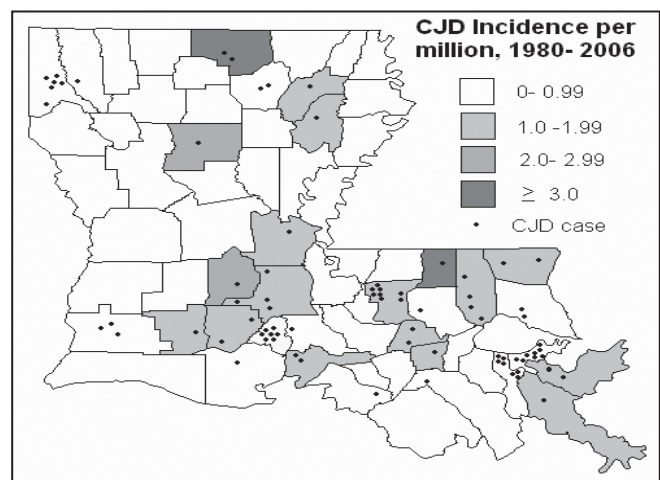 CJD Incidence per
million, 1980- 2006
0- 0.99
1.0 -1.99
2.0- 2.99
≥ 3.0
CJD case